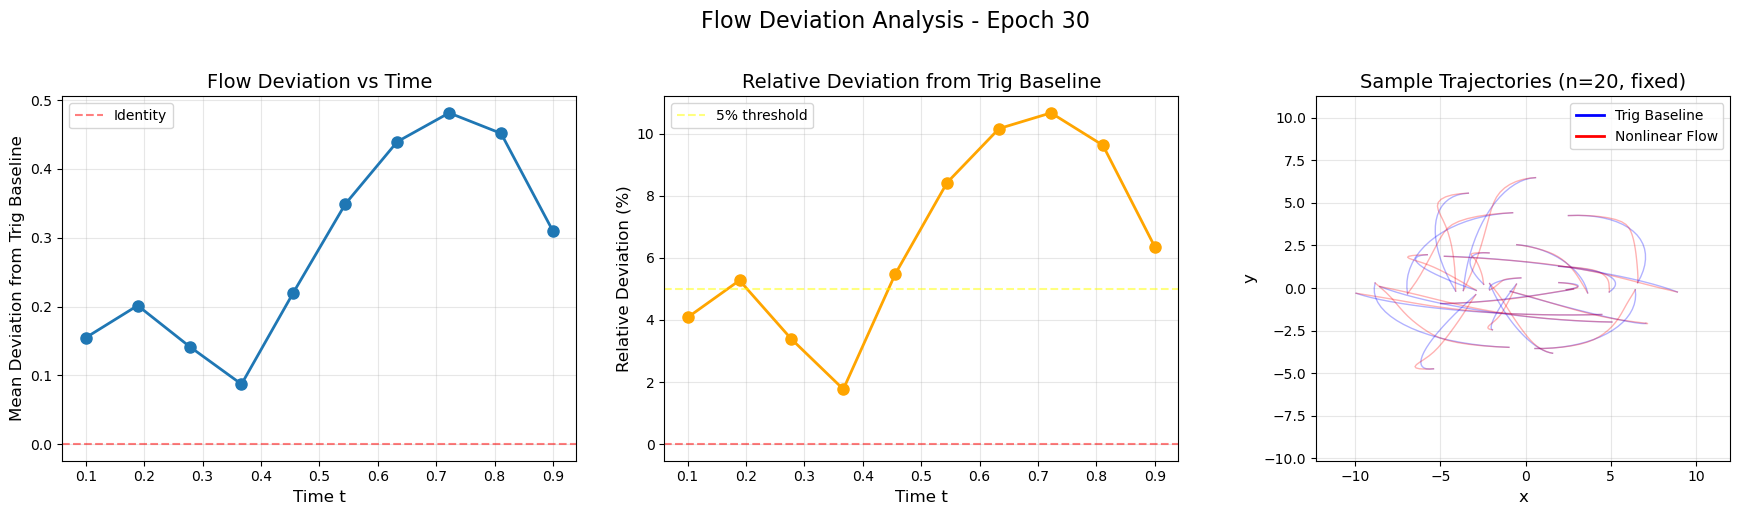 Flow Deviation Analysis - Epoch 30
Flow Deviation vs Time
Mean Deviation from Trig Baseline
0.5
0.4
0.3
0.2
0.1
0.0
Identity
0.1 0.2 0.3 0.4 0.5 0.6 0.7 0.8 0.9
Time t
Relative Deviation from Trig Baseline
Relative Deviation (%)
10
8
6
4
2
0
5% threshold
0.1 0.2 0.3 0.4 0.5 0.6 0.7 0.8 0.9
Time t
Sample Trajectories (n=20, fixed)
y
10.0
7.5
5.0
2.5
0.0
−2.5
−5.0
−7.5
−10.0
Trig Baseline
Nonlinear Flow
−10 −5 0 5 10
x